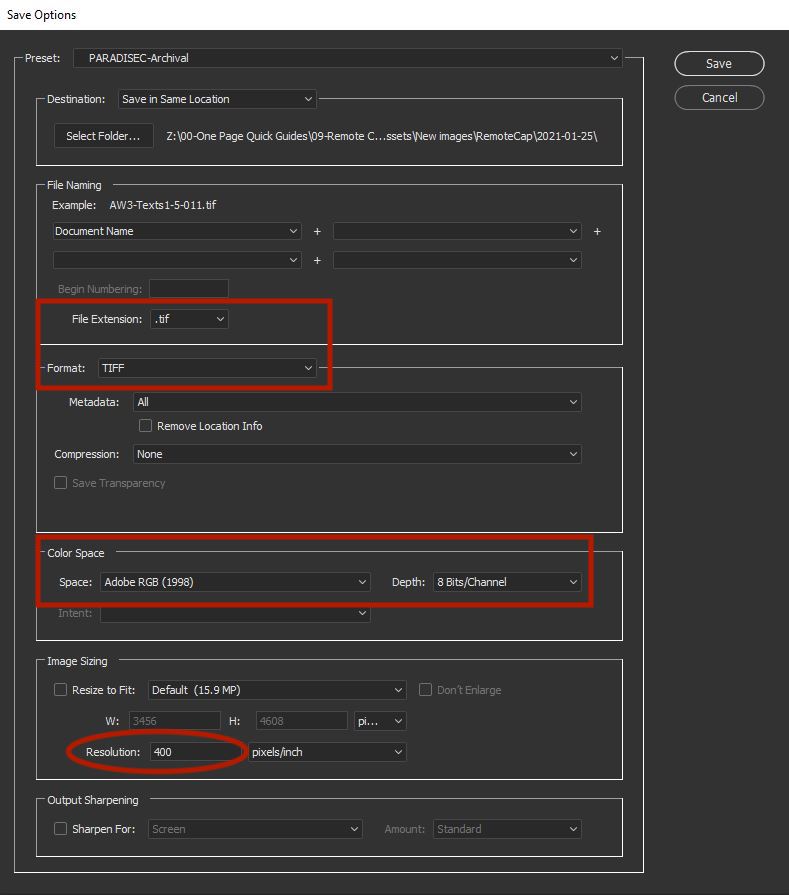 Save Options
Preset: PARADISEC-Archival
Save
Cancel
Destination: Save in Same Location
Select Folder... Z:\00-One Page Quick Guides\09-Remote C...ssets\New images\RemoteCap\2021-01-25\
File Naming
Example: AW3-Texts1-5-011.tif
Document Name + +
+
Begin Numbering:
File Extension: .tif
Format: TIFF
Metadata: All
Remove Location Info
Compression: None
Save Transparency
Color Space
Space: Adobe RGB (1998) Depth: 8 Bits/Channel
Intent:
Image Sizing
Resize to Fit: Default (15.9 MP) Don't Enlarge
W: 3456 H: 4608 pi...
Resolution: 400 pixels/inch
Output Sharpening
Sharpen For: Screen Amount: Standard